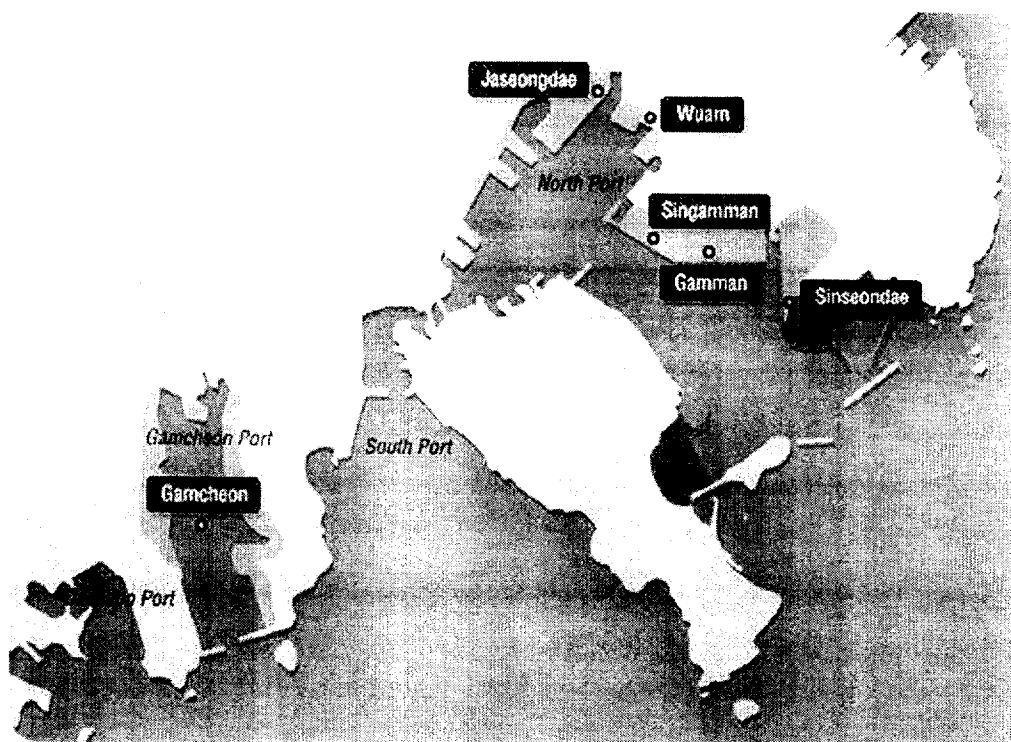 Jaseongdae
Wuam
North Port
Singamman
Gamman
Sinseondae
Gamcheon Port
South Port
Gamcheon
Port